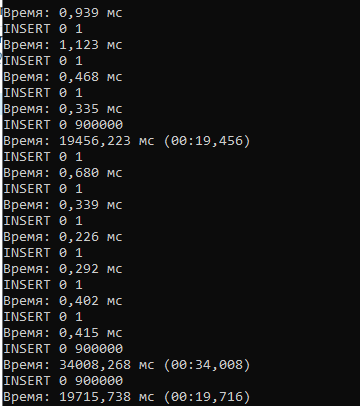 Время: 0,939 мс
INSERT 0 1
Время: 1,123 мс
INSERT 0 1
Время: 0,468 мс
INSERT 0 1
Время: 0,335 мс
INSERT 0 900000
Время: 19456,223 мс (00:19,456)
INSERT 0 1
Время: 0,680 мс
INSERT 0 1
Время: 0,339 мс
INSERT 0 1
Время: 0,226 мс
INSERT 0 1
Время: 0,292 мс
INSERT 0 1
Время: 0,402 мс
INSERT 0 1
Время: 0,415 мс
INSERT 0 900000
Время: 34008,268 мс (00:34,008)
INSERT 0 900000
Время: 19715,738 мс (00:19,716)